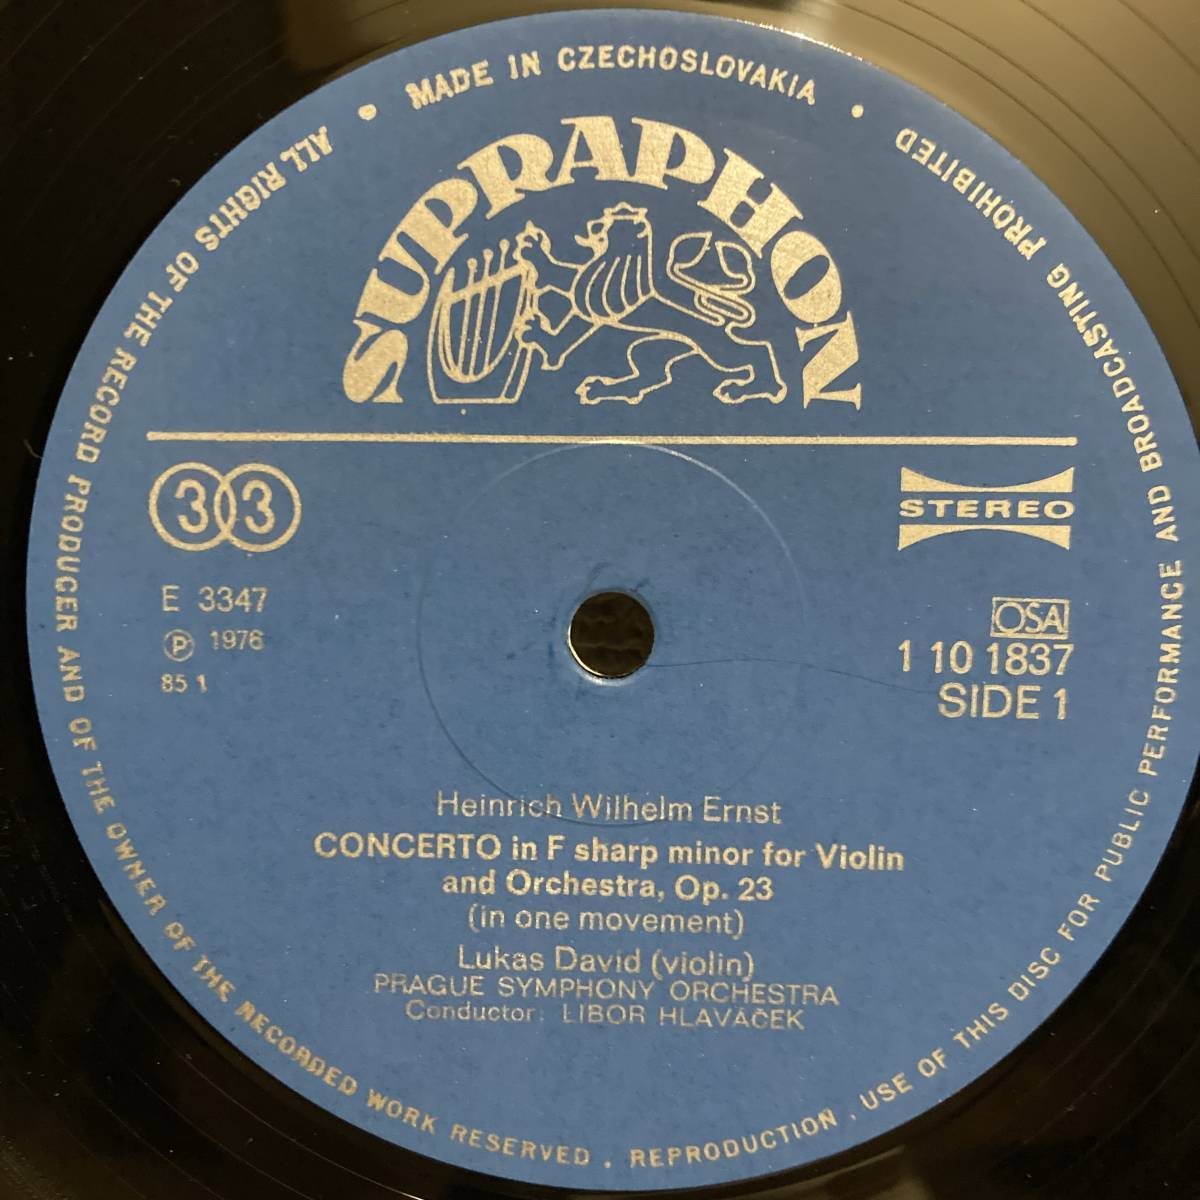 MADE IN CZECHOSLOVAKIA
ALL RIGHTS OF THE RECORD PRODUCER AND OF THE OWNER OF THE RECORDED WORK RESERVED . REPRODUCTION , USE OF THIS DISC FOR PUBLIC PERFORMANCE AND BROADCASTING PROHIBITED
SUPRAPHON
33
STEREO
E 3347
Ⓟ 1976
85 1
OSA
1 10 1837
SIDE 1
Heinrich Wilhelm Ernst
CONCERTO in F sharp minor for Violin
and Orchestra, Op. 23
(in one movement)
Lukas David (violin)
PRAGUE SYMPHONY ORCHESTRA
Conductor: LIBOR HLAVÁČEK